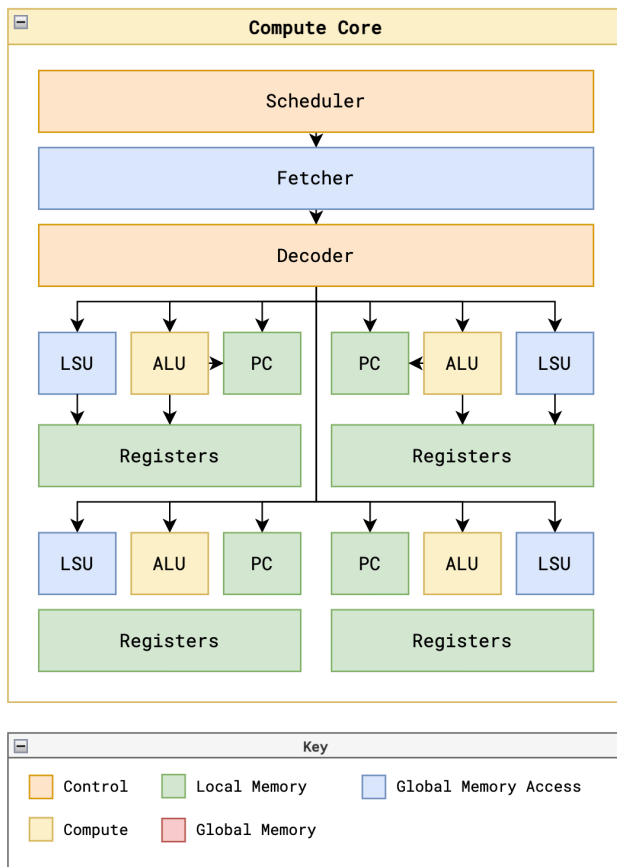 Compute Core
Scheduler
Fetcher
Decoder
LSU ALU PC PC ALU LSU
Registers Registers
LSU ALU PC PC ALU LSU
Registers Registers
Key
Control Local Memory Global Memory Access
Compute Global Memory